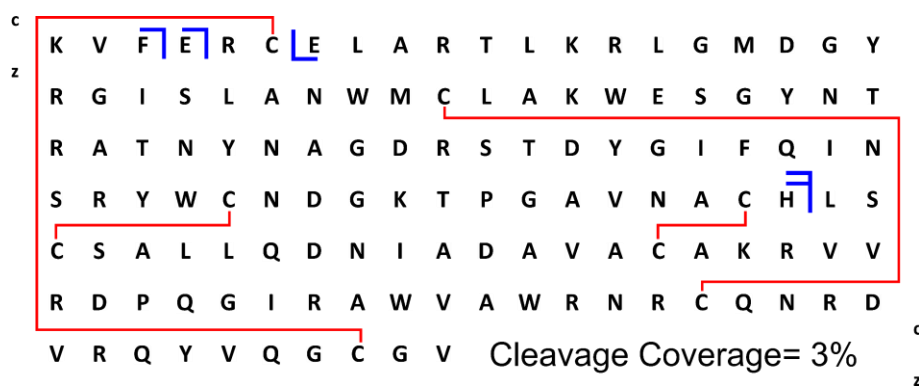 c
K V F E R C E L A R T L K R L G M D G Y
z
R G I S L A N W M C L A K W E S G Y N T
R A T N Y N A G D R S T D Y G I F Q I N
S R Y W C N D G K T P G A V N A C H L S
C S A L L Q D N I A D A V A C A K R V V
R D P Q G I R A W V A W R N R C Q N R D
c
V R Q Y V Q G C G V Cleavage Coverage= 3%
z